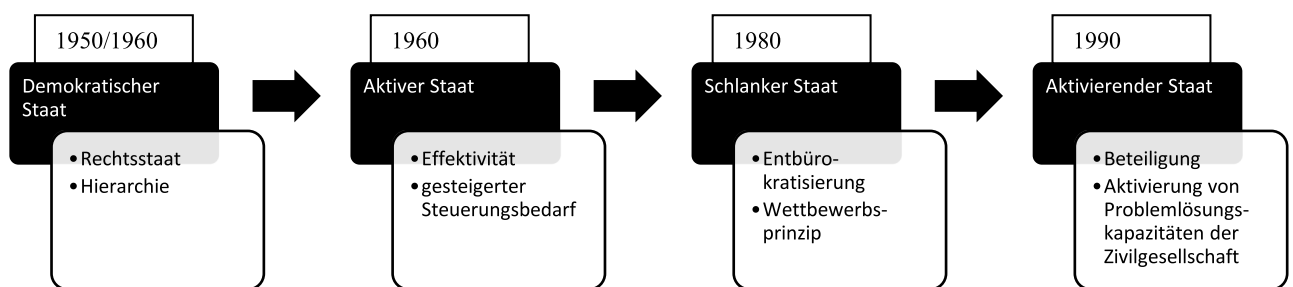 1950/1960
Demokratischer
Staat
• Rechtsstaat
• Hierarchie
1960
Aktiver Staat
• Effektivität
• gesteigerter
Steuerungsbedarf
1980
Schlanker Staat
• Entbüro-
kratisierung
• Wettbewerbs-
prinzip
1990
Aktivierender Staat
• Beteiligung
• Aktivierung von
Problemlösungs-
kapazitäten der
Zivilgesellschaft